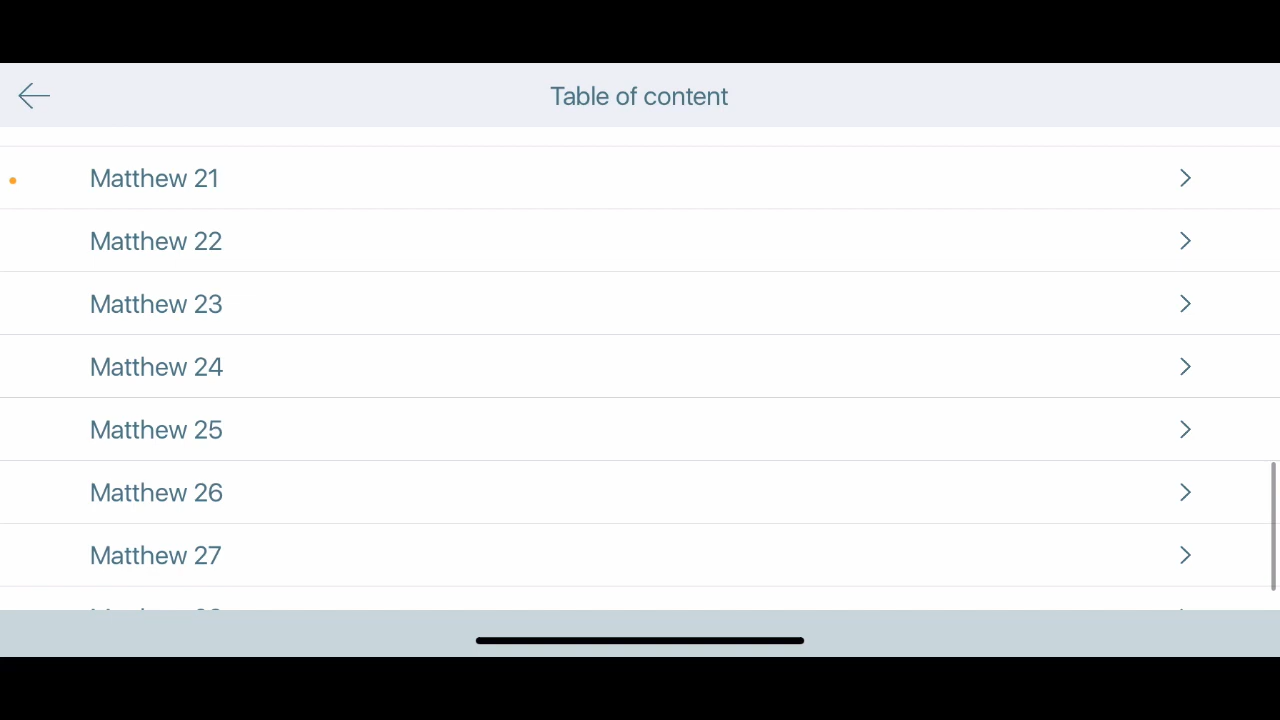 Table of content
Matthew 21
Matthew 22
Matthew 23
Matthew 24
Matthew 25
Matthew 26
Matthew 27